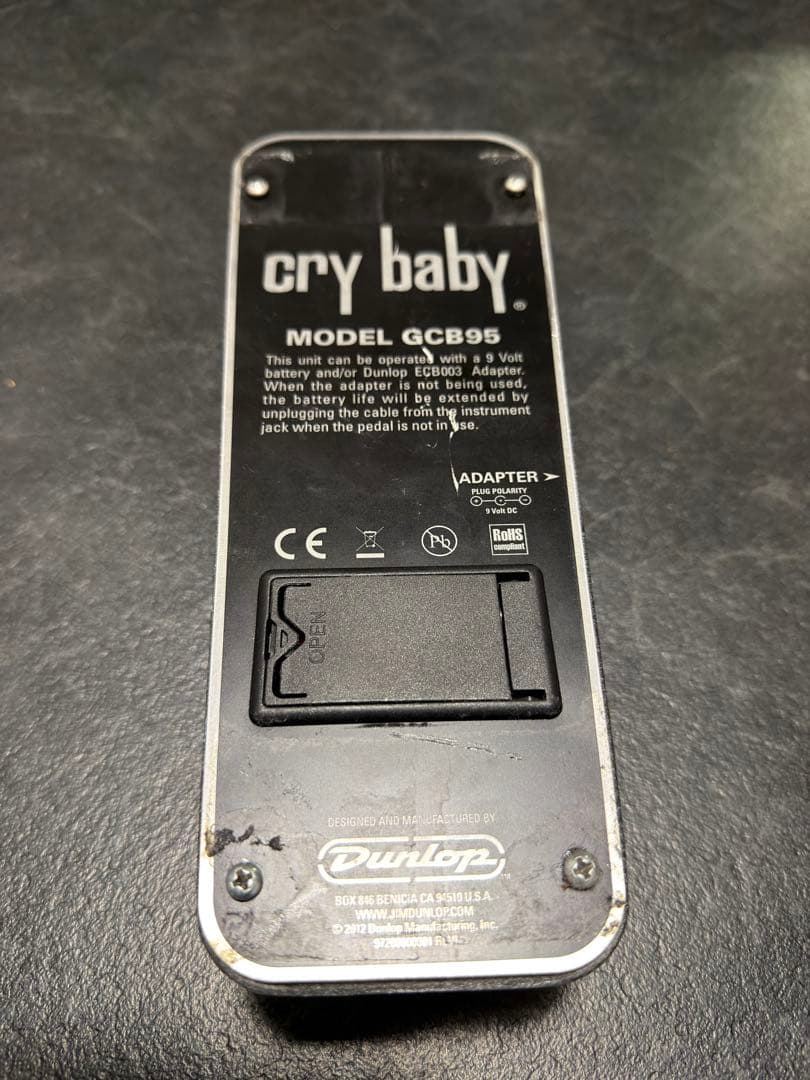 cry baby®
MODEL GCB95
This unit can be operated with a 9 Volt
battery and/or Dunlop ECB003 Adapter.
When the adapter is not being used,
the battery life will be extended by
unplugging the cable from the instrument
jack when the pedal is not in use.
ADAPTER
PLUG POLARITY
9 Volt DC
CE
Pb
RoHS
compliant
OPEN
DESIGNED AND MANUFACTURED BY
Dunlop™
BOX 846 BENICIA CA 94510 U.S.A.
WWW.JIMDUNLOP.COM
© 2012 Dunlop Manufacturing, Inc.